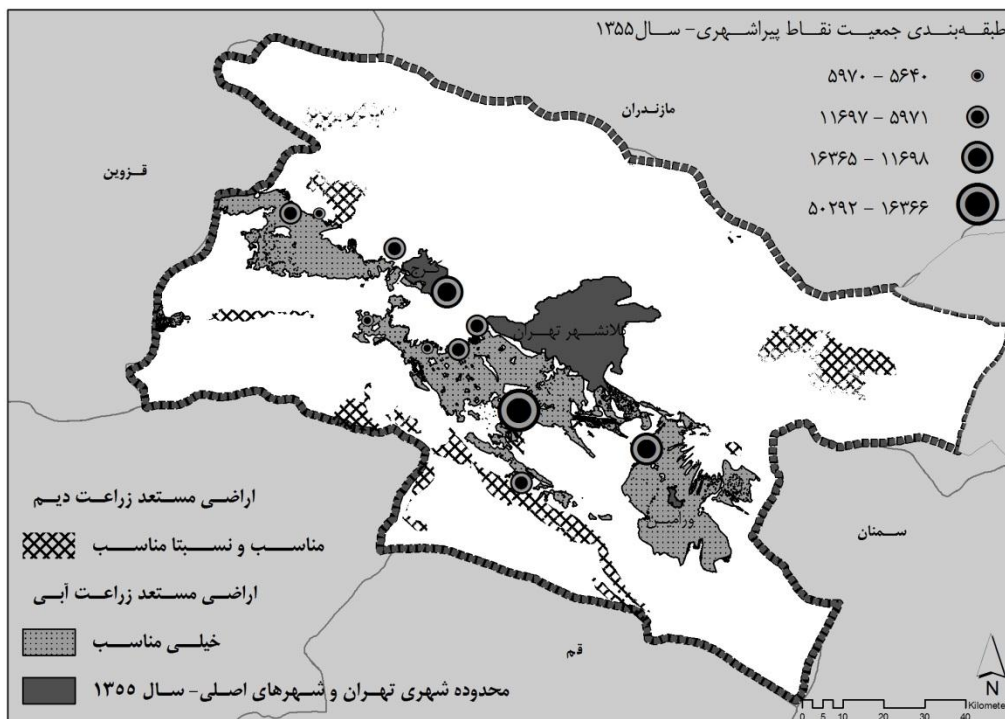 طبقه‌بندی جمعیت نقاط پیراشهری- سال ۱۳۵۵
۵۶۴۰ - ۵۹۷۰
۵۹۷۱ - ۱۱۶۹۷
۱۱۶۹۸ - ۱۶۳۶۵
۱۶۳۶۶ - ۵۰۲۹۲
مازندران
قزوین
کرج
کلانشهر تهران
ورامین
سمنان
قم
اراضی مستعد زراعت دیم
مناسب و نسبتا مناسب
اراضی مستعد زراعت آبی
خیلی مناسب
محدوده شهری تهران و شهرهای اصلی- سال ۱۳۵۵
N
0 5 10 20 30 40